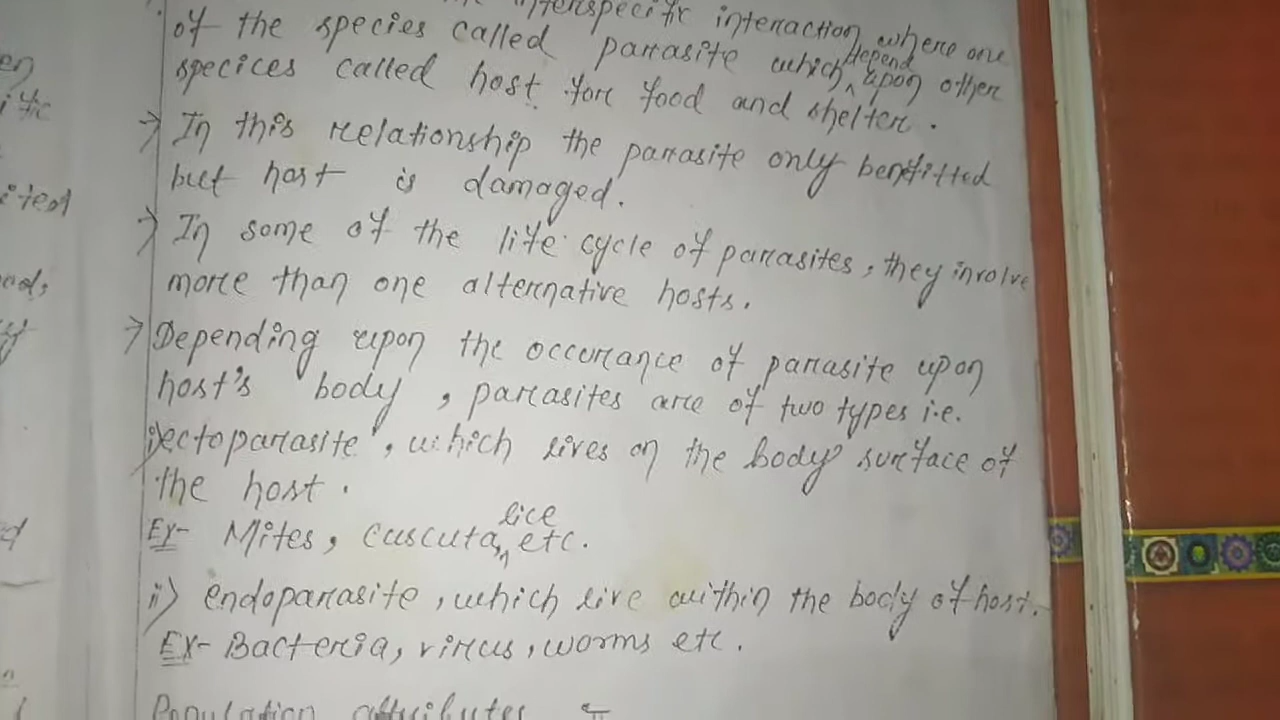 interspecific interaction where one
of the species called parasite which depend upon other
specices called host for food and shelter.
→ In this relationship the parasite only benefitted
but host is damaged.
→ In some of the life cycle of parasites, they involve
more than one alternative hosts.
→ Depending upon the occurance of parasite upon
host's body, parasites are of two types i.e.
i) ectoparasite, which lives on the body surface of
the host.
Ex- Mites, cuscuta, lice etc.
ii) endoparasite, which live within the body of host.
Ex- Bacteria, virus, worms etc.
Population attributes